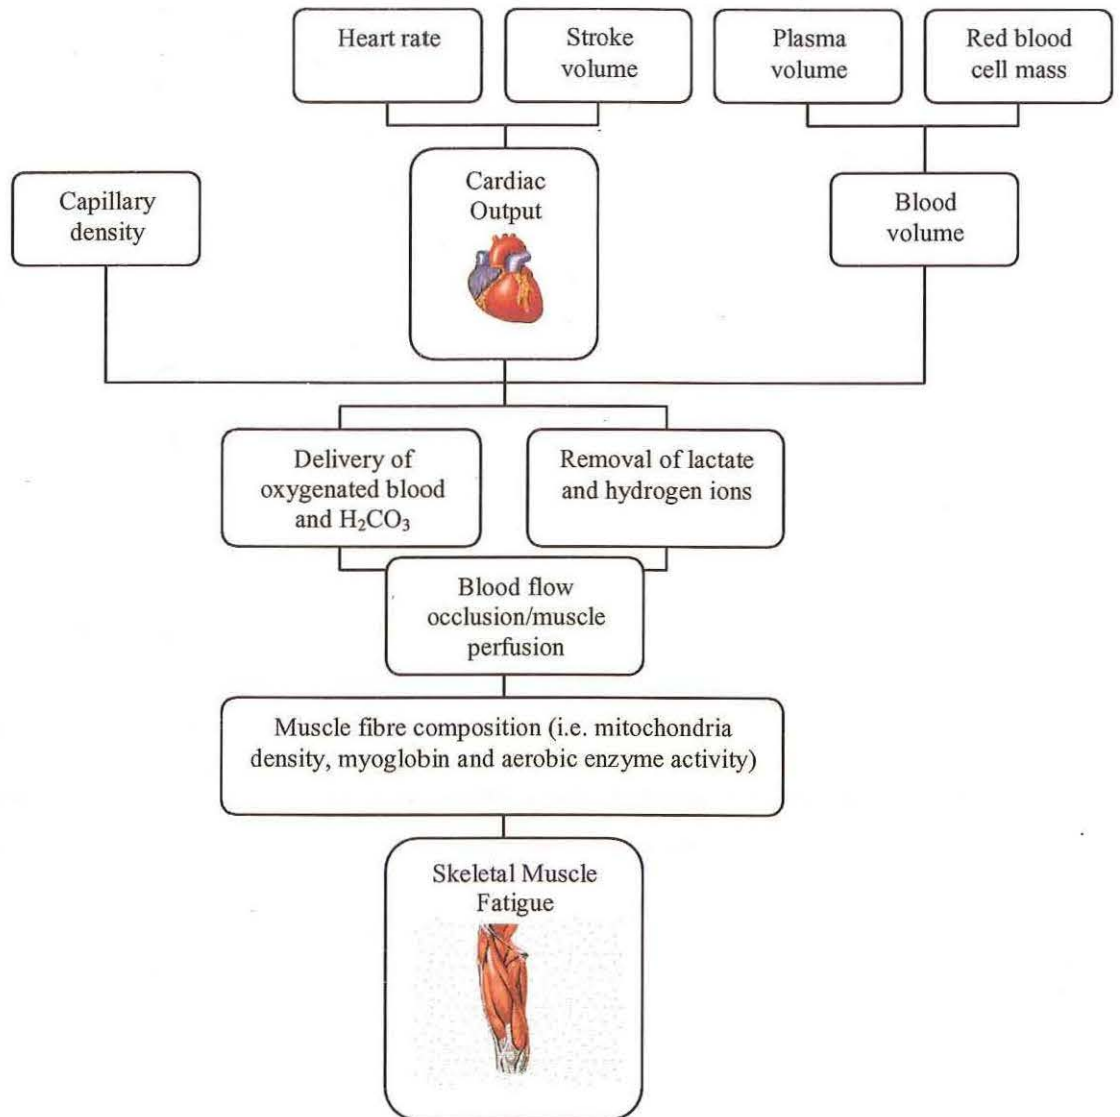 Heart rate
Stroke
volume
Plasma
volume
Red blood
cell mass
Capillary
density
Cardiac
Output
Blood
volume
Delivery of
oxygenated blood
and H₂CO₃
Removal of lactate
and hydrogen ions
Blood flow
occlusion/muscle
perfusion
Muscle fibre composition (i.e. mitochondria
density, myoglobin and aerobic enzyme activity)
Skeletal Muscle
Fatigue